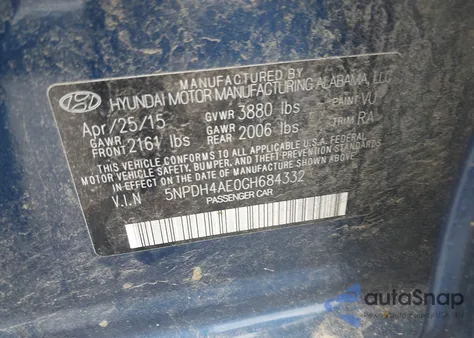 MANUFACTURED BY
HYUNDAI MOTOR MANUFACTURING ALABAMA, LLC
Apr/25/15 GVWR 3880 lbs PAINT VU
GAWR FRONT 2161 lbs GAWR REAR 2006 lbs TRIM RA
THIS VEHICLE CONFORMS TO ALL APPLICABLE U.S.A. FEDERAL
MOTOR VEHICLE SAFETY, BUMPER, AND THEFT PREVENTION STANDARDS
IN EFFECT ON THE DATE OF MANUFACTURE SHOWN ABOVE.
V.I.N 5NPDH4AE0GH684332
PASSENGER CAR
autoSnap